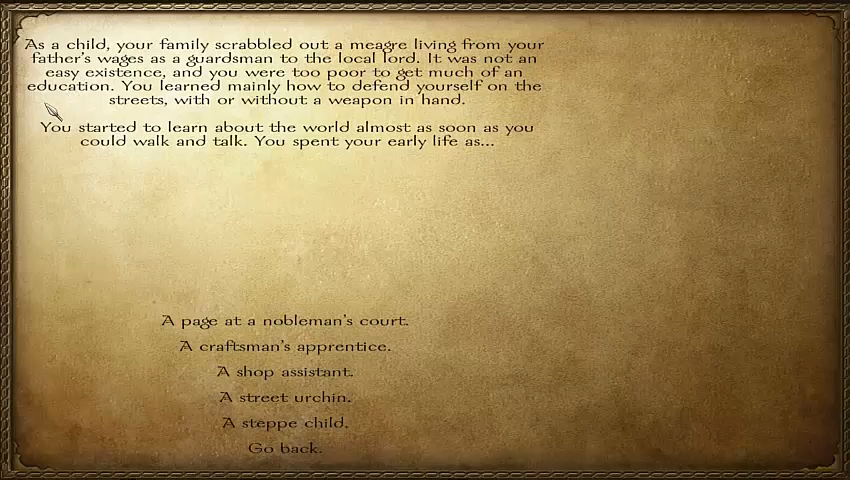 As a child, your family scrabbled out a meagre living from your
father's wages as a guardsman to the local lord. It was not an
easy existence, and you were too poor to get much of an
education. You learned mainly how to defend yourself on the
streets, with or without a weapon in hand.
You started to learn about the world almost as soon as you
could walk and talk. You spent your early life as...
A page at a nobleman's court.
A craftsman's apprentice.
A shop assistant.
A street urchin.
A steppe child.
Go back.